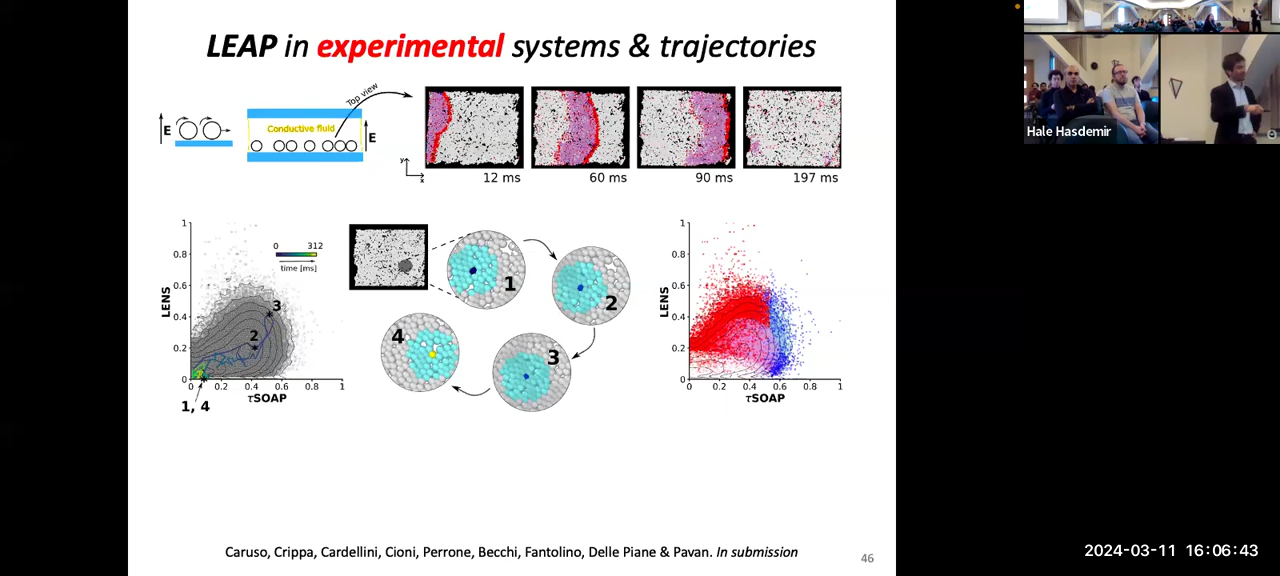 LEAP in experimental systems & trajectories
Top view
E
Conductive fluid
E
y
x
12 ms
60 ms
90 ms
197 ms
Hale Hasdemir
1
0.8
0.6
0.4
0.2
0
LENS
0 312
time [ms]
3
2
0 0.2 0.4 0.6 0.8 1
τSOAP
1, 4
1
2
3
4
1
0.8
0.6
0.4
0.2
0
LENS
0 0.2 0.4 0.6 0.8 1
τSOAP
Caruso, Crippa, Cardellini, Cioni, Perrone, Becchi, Fantolino, Delle Piane & Pavan. In submission
46
2024-03-11 16:06:43